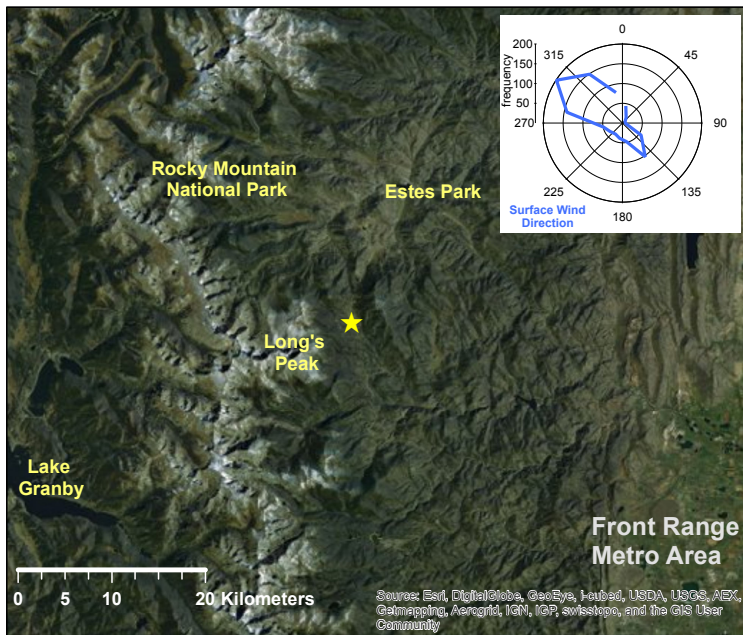 0
200
315
45
150
100
frequency
50
270
90
225
135
Surface Wind
Direction
180
Rocky Mountain
National Park
Estes Park
Long's
Peak
Lake
Granby
Front Range
Metro Area
0 5 10 20 Kilometers
Source: Esri, DigitalGlobe, GeoEye, i-cubed, USDA, USGS, AEX,
Getmapping, Aerogrid, IGN, IGP, swisstopo, and the GIS User
Community